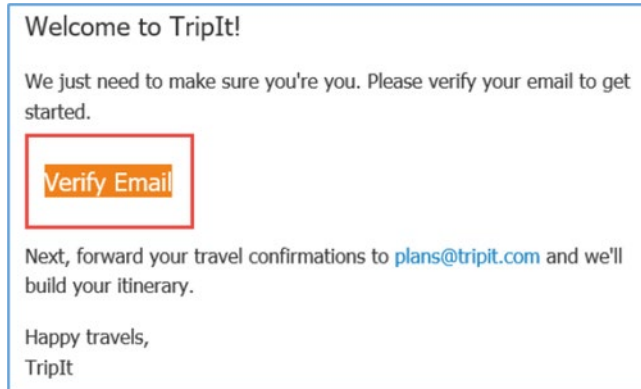 Welcome to TripIt!
We just need to make sure you're you. Please verify your email to get
started.
Verify Email
Next, forward your travel confirmations to plans@tripit.com and we'll
build your itinerary.
Happy travels,
TripIt